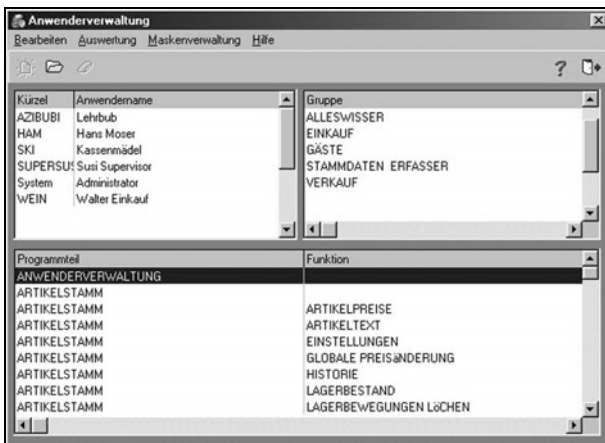 Anwenderverwaltung
Bearbeiten Auswertung Maskenverwaltung Hilfe
?
Kürzel Anwendername
AZIBUBI Lehrbub
HAM Hans Moser
SKI Kassenmädel
SUPERSUS Susi Supervisor
System Administrator
WEIN Walter Einkauf
Gruppe
ALLESWISSER
EINKAUF
GÄSTE
STAMMDATEN ERFASSER
VERKAUF
Programmteil Funktion
ANWENDERVERWALTUNG
ARTIKELSTAMM
ARTIKELSTAMM ARTIKELPREISE
ARTIKELSTAMM ARTIKELTEXT
ARTIKELSTAMM EINSTELLUNGEN
ARTIKELSTAMM GLOBALE PREISäNDERUNG
ARTIKELSTAMM HISTORIE
ARTIKELSTAMM LAGERBESTAND
ARTIKELSTAMM LAGERBEWEGUNGEN LöCHEN